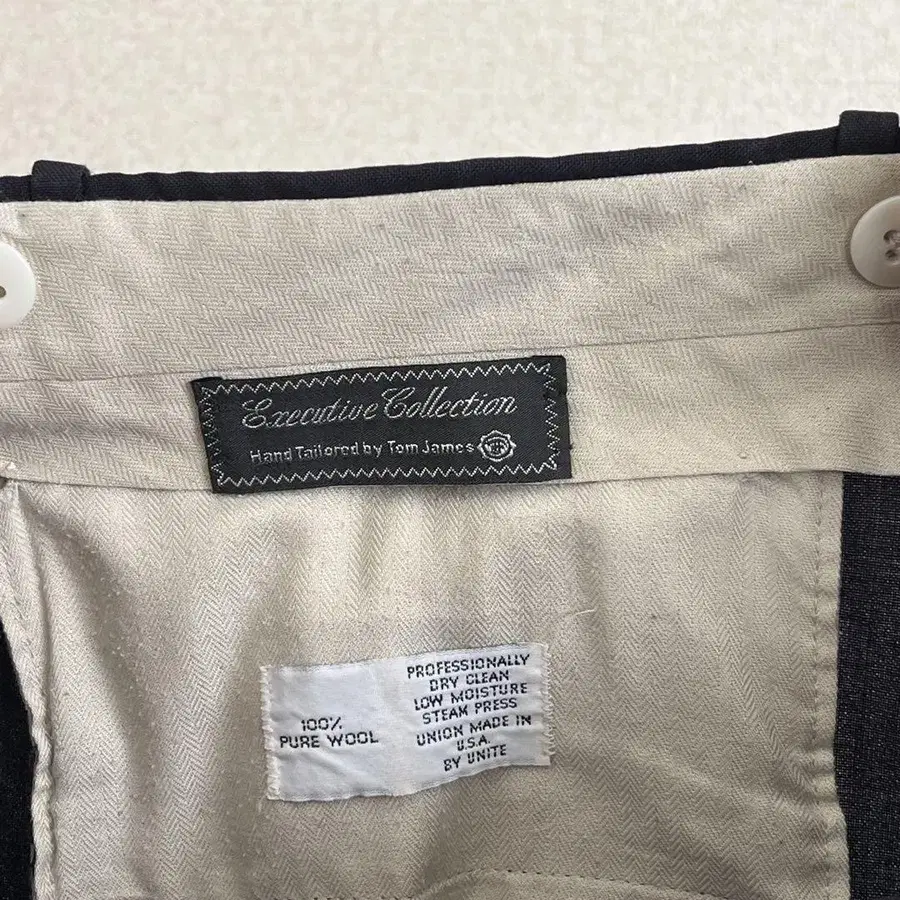 Executive Collection
Hand Tailored by Tom James
100%
PURE WOOL
PROFESSIONALLY
DRY CLEAN
LOW MOISTURE
STEAM PRESS
UNION MADE IN
U.S.A.
BY UNITE